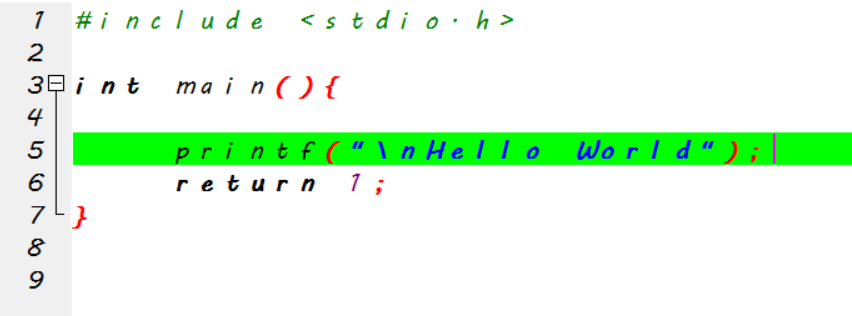 1 #include <stdio.h>
2
3 int main(){
4
5 printf("\nHello World");
6 return 1;
7 }
8
9